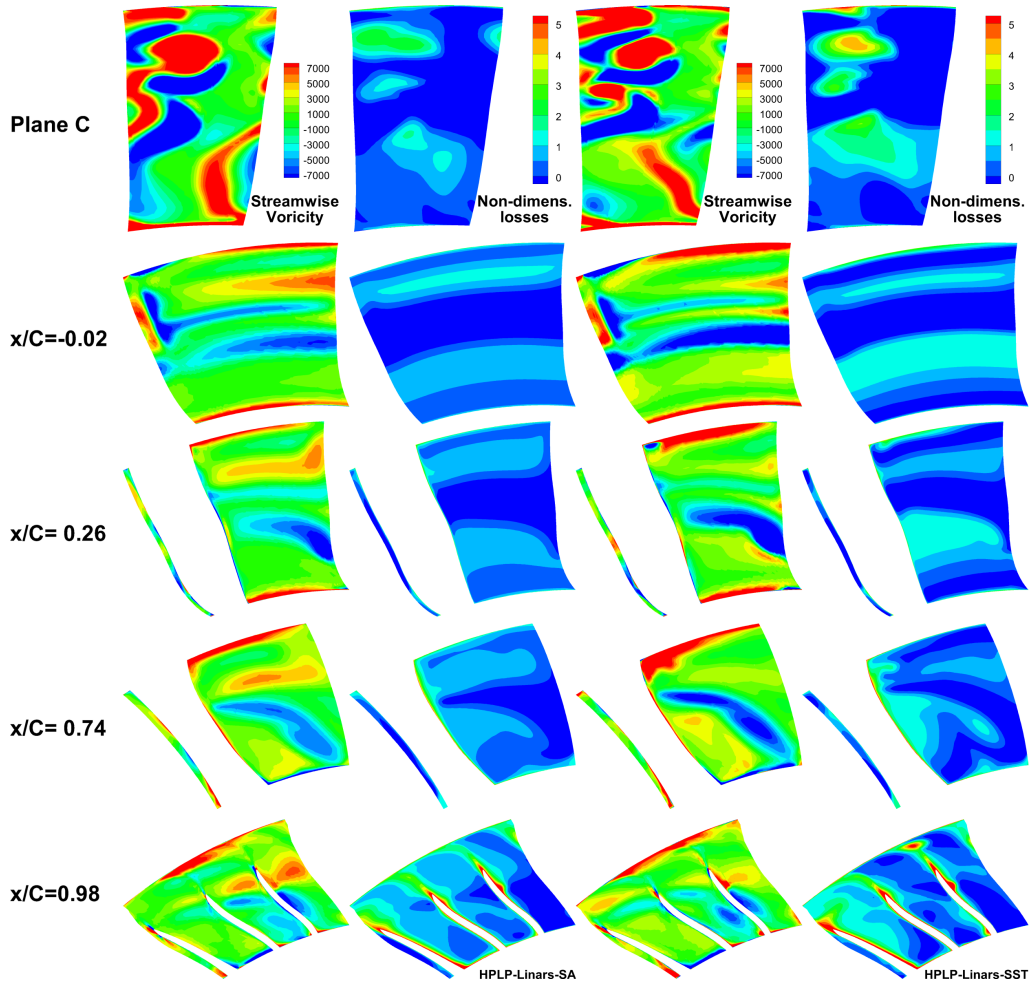 Plane C
7000
5000
3000
1000
-1000
-3000
-5000
-7000
Streamwise
Voricity
5
4
3
2
1
0
Non-dimens.
losses
7000
5000
3000
1000
-1000
-3000
-5000
-7000
Streamwise
Voricity
5
4
3
2
1
0
Non-dimens.
losses
x/C=-0.02
x/C= 0.26
x/C= 0.74
x/C=0.98
HPLP-Linars-SA
HPLP-Linars-SST